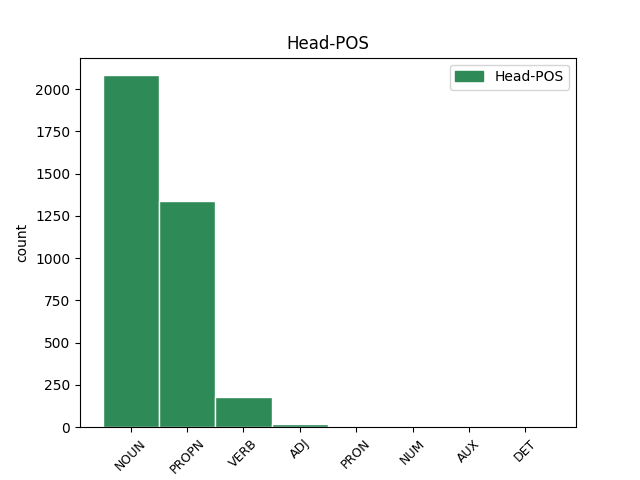 Head-POS
Head-POS
count
2000
1750
1500
1250
1000
750
500
250
0
NOUN
PROPN
VERB
ADJ
PRON
NUM
AUX
DET